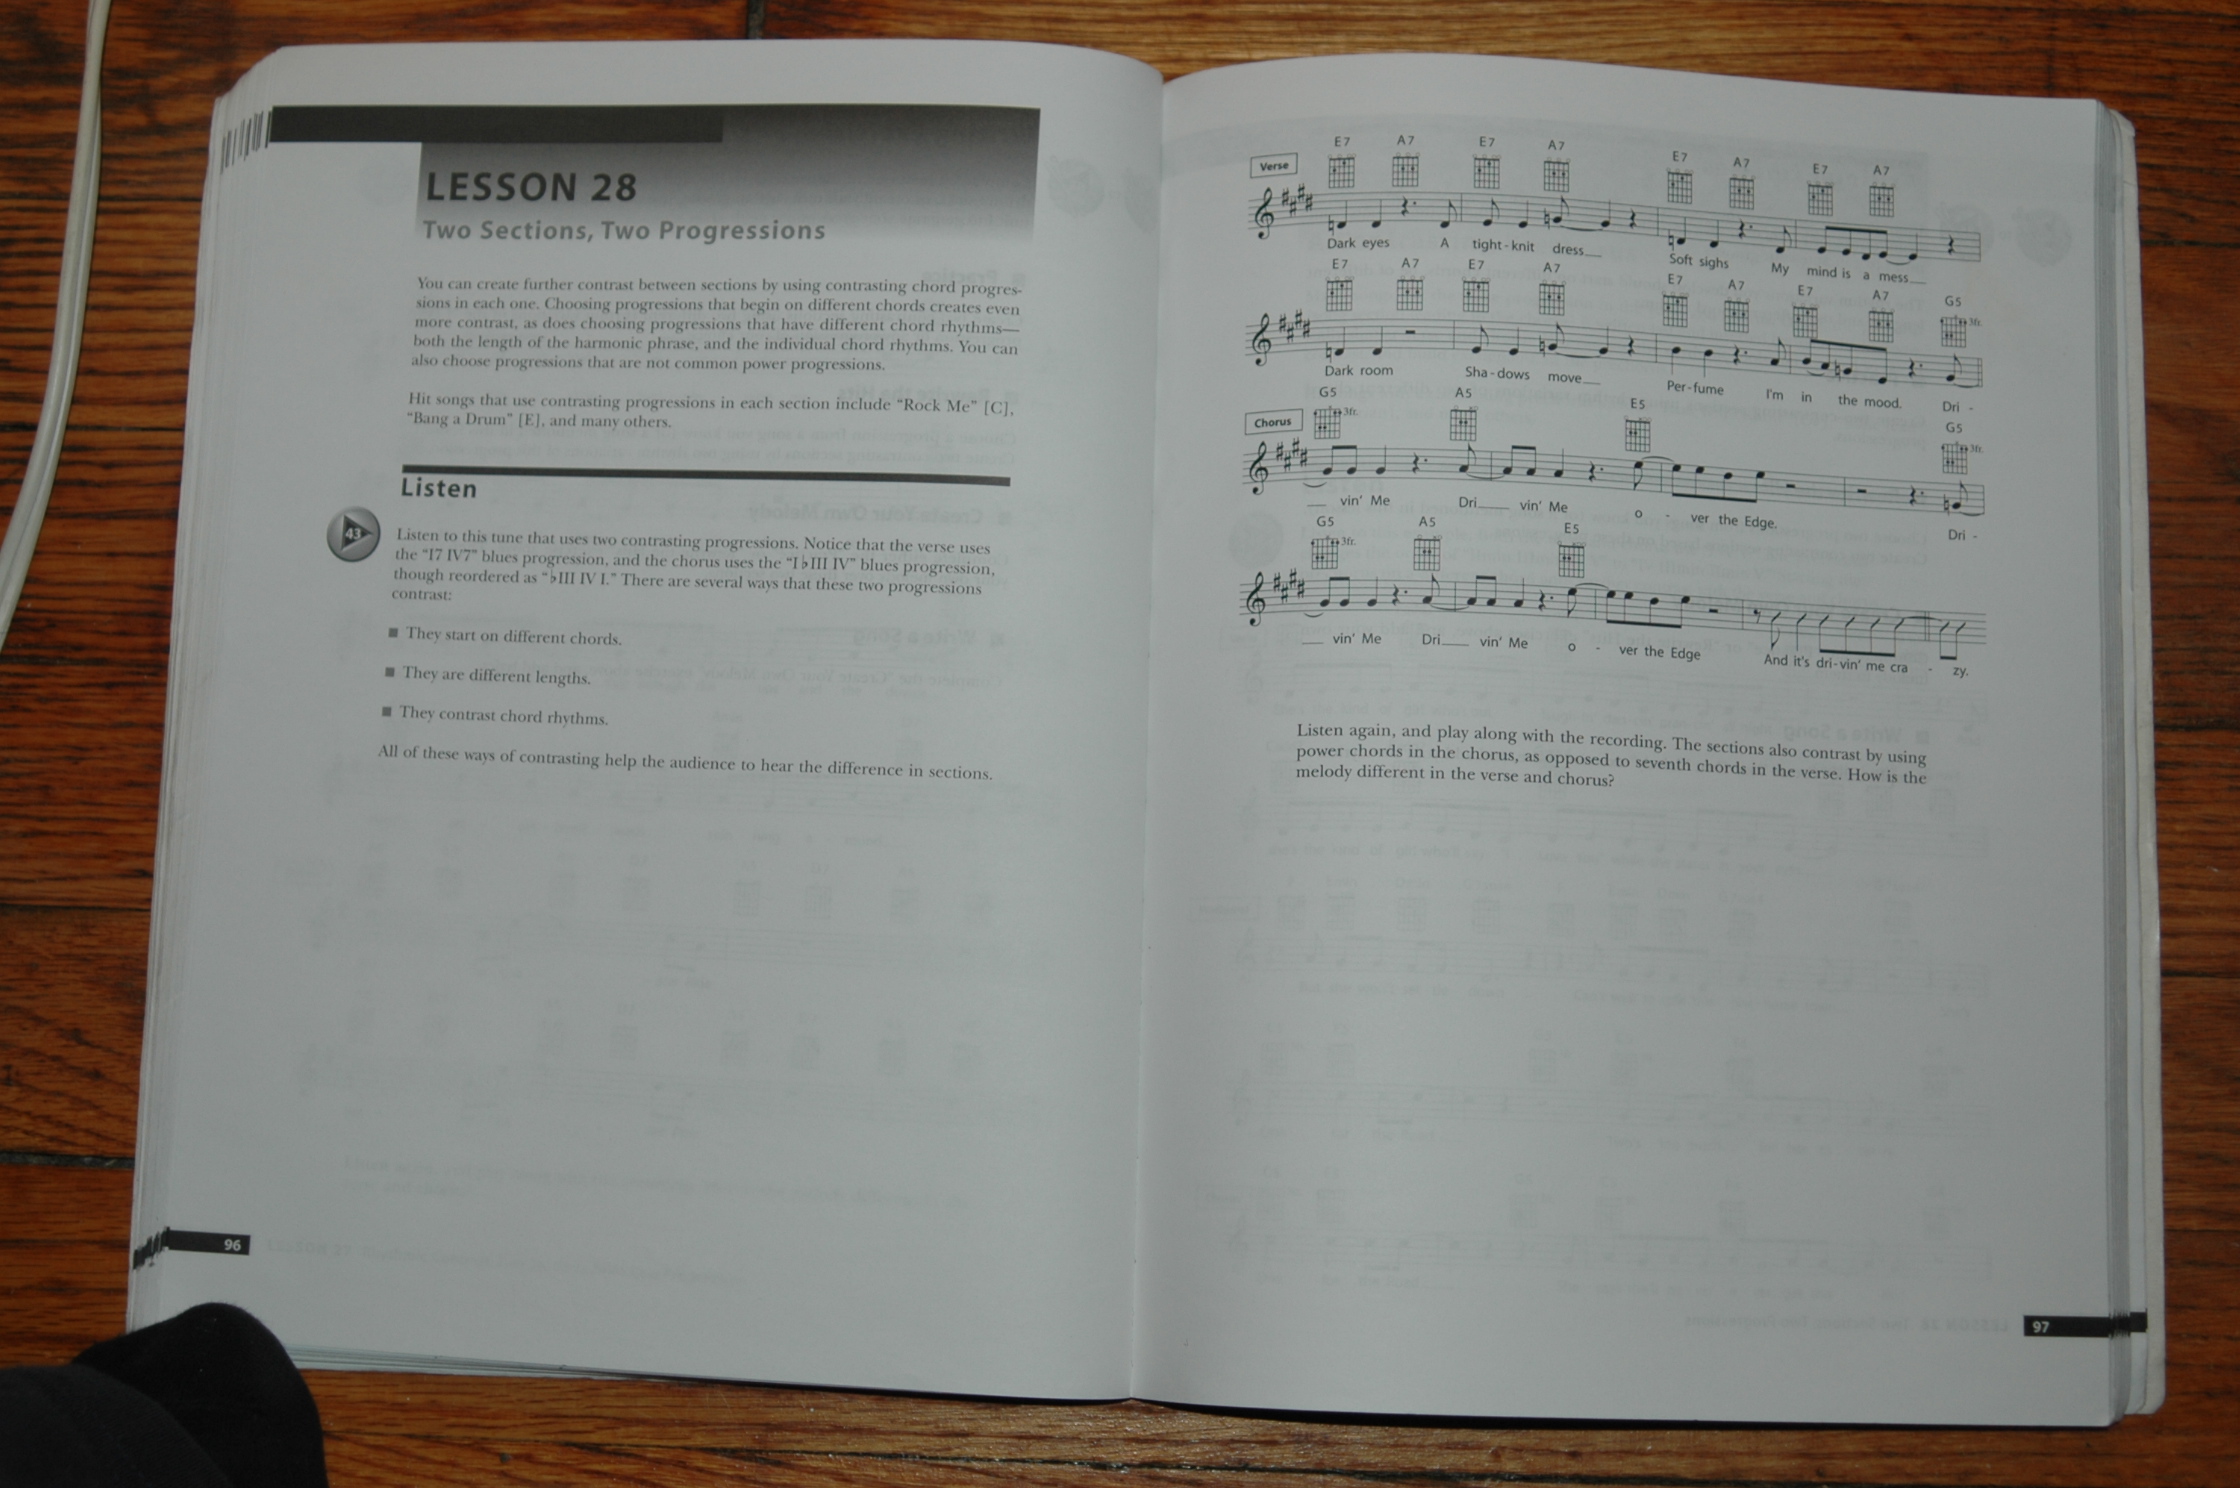 LESSON 28
Two Sections, Two Progressions
You can create further contrast between sections by using contrasting chord progres-
sions in each one. Choosing progressions that begin on different chords creates even
more contrast, as does choosing progressions that have different chord rhythms—
both the length of the harmonic phrase, and the individual chord rhythms. You can
also choose progressions that are not common power progressions.
Hit songs that use contrasting progressions in each section include “Rock Me” [C],
“Bang a Drum” [E], and many others.
Listen
43
Listen to this tune that uses two contrasting progressions. Notice that the verse uses
the “I7 IV7” blues progression, and the chorus uses the “I ♭III IV” blues progression,
though reordered as “♭III IV I.” There are several ways that these two progressions
contrast:
■ They start on different chords.
■ They are different lengths.
■ They contrast chord rhythms.
All of these ways of contrasting help the audience to hear the difference in sections.
96
Verse
E7 A7 E7 A7 E7 A7 E7 A7
Dark eyes A tight-knit dress Soft sighs My mind is a mess
E7 A7 E7 A7 E7 A7 E7 A7 G5
3fr.
Dark room Sha-dows move Per-fume I'm in the mood. Dri -
Chorus
G5 A5 E5 G5
3fr. 3fr.
vin' Me Dri vin' Me o - ver the Edge. Dri -
G5 A5 E5
3fr.
vin' Me Dri vin' Me o - ver the Edge And it's dri-vin' me cra - zy.
Listen again, and play along with the recording. The sections also contrast by using
power chords in the chorus, as opposed to seventh chords in the verse. How is the
melody different in the verse and chorus?
97